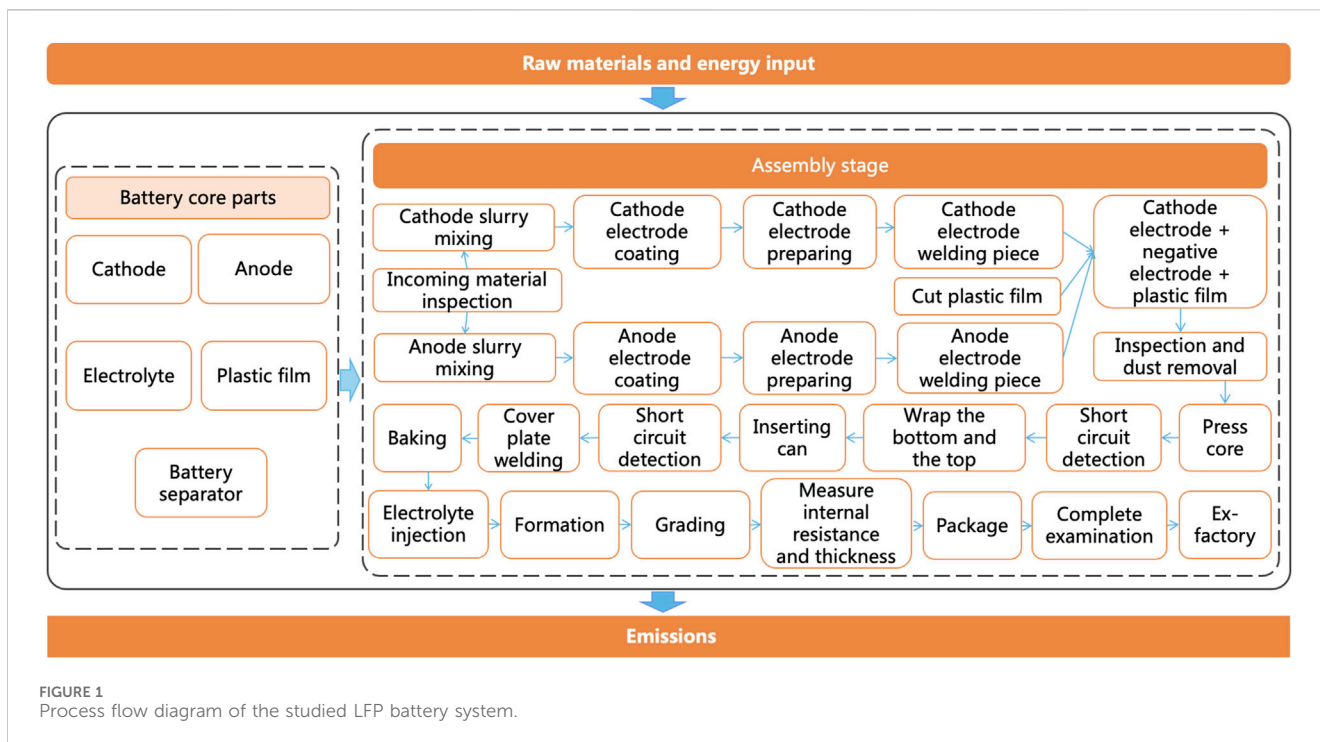 Raw materials and energy input
Battery core parts
Cathode
Anode
Electrolyte
Plastic film
Battery
separator
Assembly stage
Cathode slurry
mixing
Cathode
electrode
coating
Cathode
electrode
preparing
Cathode
electrode
welding piece
Cathode
electrode +
negative
electrode +
plastic film
Incoming material
inspection
Cut plastic film
Anode slurry
mixing
Anode
electrode
coating
Anode
electrode
preparing
Anode
electrode
welding piece
Inspection and
dust removal
Baking
Cover
plate
welding
Short
circuit
detection
Inserting
can
Wrap the
bottom and
the top
Short
circuit
detection
Press
core
Electrolyte
injection
Formation
Grading
Measure
internal
resistance
and thickness
Package
Complete
examination
Ex-
factory
Emissions
FIGURE 1
Process flow diagram of the studied LFP battery system.